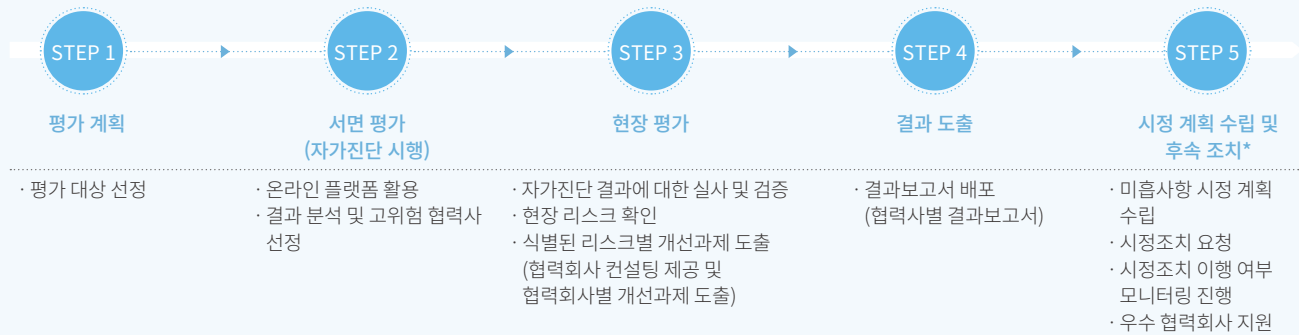 STEP 1
평가 계획
· 평가 대상 선정
STEP 2
서면 평가
(자가진단 시행)
· 온라인 플랫폼 활용
· 결과 분석 및 고위험 협력사
선정
STEP 3
현장 평가
· 자가진단 결과에 대한 실사 및 검증
· 현장 리스크 확인
· 식별된 리스크별 개선과제 도출
(협력회사 컨설팅 제공 및
협력회사별 개선과제 도출)
STEP 4
결과 도출
· 결과보고서 배포
(협력사별 결과보고서)
STEP 5
시정 계획 수립 및
후속 조치*
· 미흡사항 시정 계획
수립
· 시정조치 요청
· 시정조치 이행 여부
모니터링 진행
· 우수 협력회사 지원